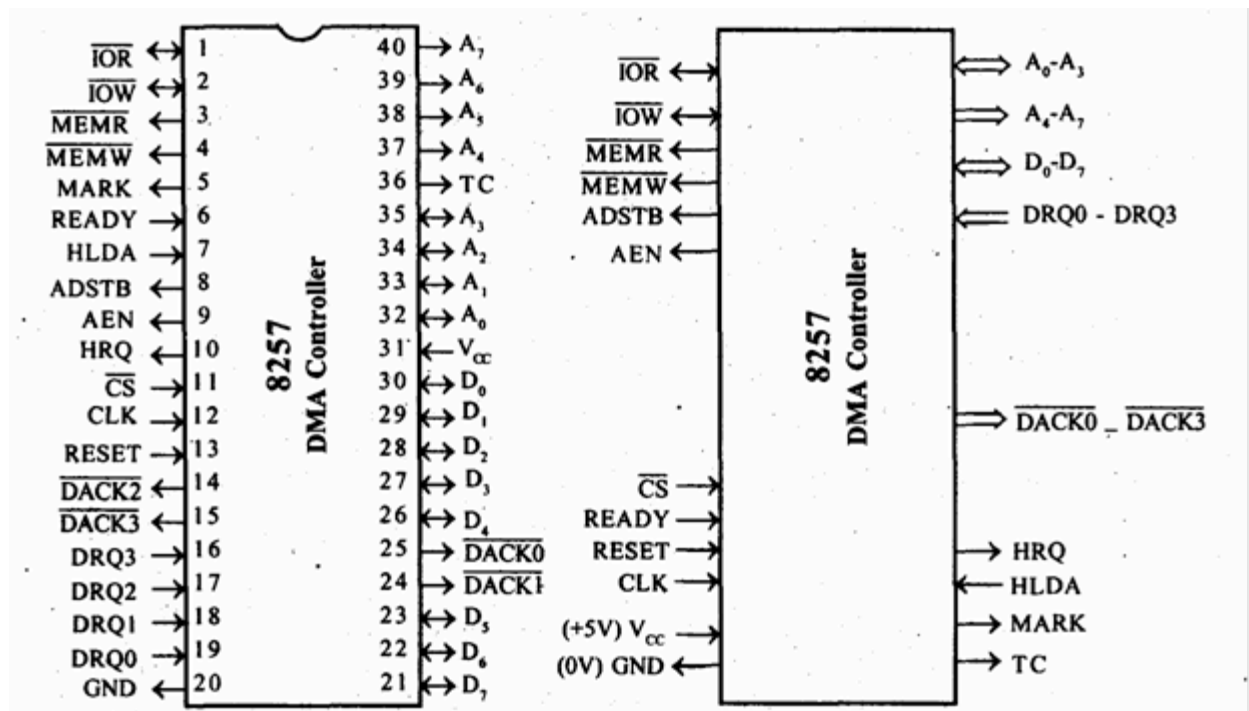 IOR 1 40 A7
IOW 2 39 A6
MEMR 3 38 A5
MEMW 4 37 A4
MARK 5 36 TC
READY 6 35 A3
HLDA 7 34 A2
ADSTB 8 33 A1
AEN 9 32 A0
HRQ 10 31 Vcc
CS 11 30 D0
CLK 12 29 D1
RESET 13 28 D2
DACK2 14 27 D3
DACK3 15 26 D4
DRQ3 16 25 DACK0
DRQ2 17 24 DACK1
DRQ1 18 23 D5
DRQ0 19 22 D6
GND 20 21 D7
8257
DMA Controller
IOR A0-A3
IOW A4-A7
MEMR
MEMW D0-D7
ADSTB DRQ0 - DRQ3
AEN
8257
DMA Controller
DACK0 _ DACK3
CS
READY
RESET HRQ
CLK HLDA
(+5V) Vcc MARK
(0V) GND TC